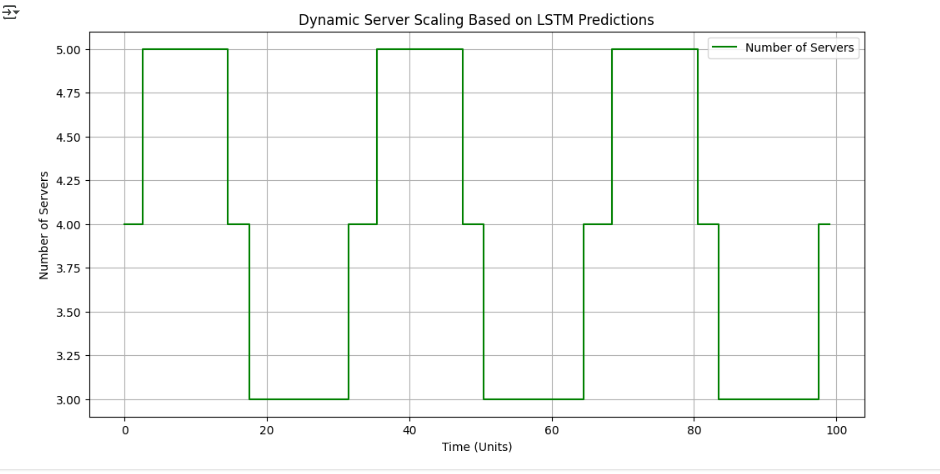 Dynamic Server Scaling Based on LSTM Predictions
Number of Servers
5.00
4.75
4.50
4.25
4.00
3.75
3.50
3.25
3.00
Number of Servers
0 20 40 60 80 100
Time (Units)